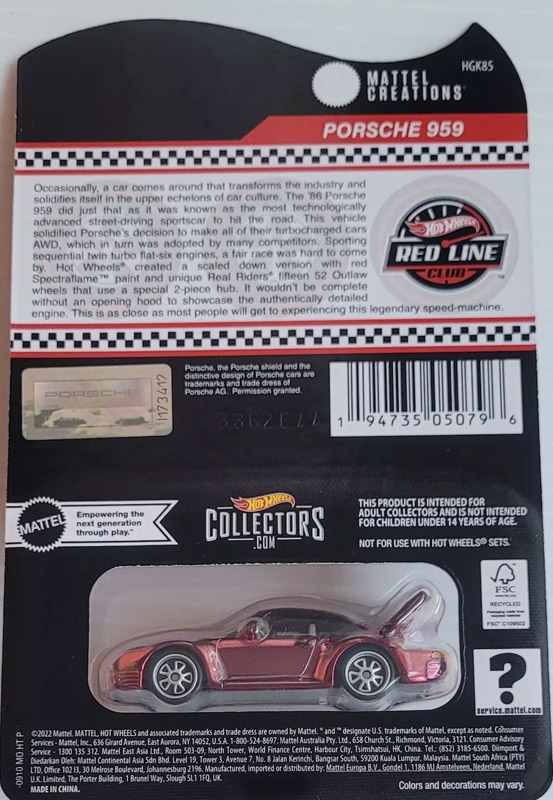 HGK85
MATTEL
CREATIONS
PORSCHE 959
Occasionally, a car comes around that transforms the industry and
solidifies itself in the upper echelons of car culture. The '86 Porsche
959 did just that as it was known as the most technologically
advanced street-driving sportscar to hit the road. This vehicle
solidified Porsche's decision to make all of their turbocharged cars
AWD, which in turn was adopted by many competitors. Sporting
sequential twin turbo flat-six engines, a fair race was hard to come
by. Hot Wheels® created a scaled down version with red
Spectraflame™ paint and unique Real Riders® fifteen 52 Outlaw
wheels that use a special 2-piece hub. It wouldn't be complete
without an opening hood to showcase the authentically detailed
engine. This is as close as most people will get to experiencing this legendary speed-machine.
HOT WHEELS
RED LINE
CLUB™
PORSCHE
1173412
Porsche, the Porsche shield and the
distinctive design of Porsche cars are
trademarks and trade dress of
Porsche AG. Permission granted.
1 94735 05079 6
MATTEL
Empowering the
next generation
through play.™
HOT WHEELS
COLLECTORS
.COM
THIS PRODUCT IS INTENDED FOR
ADULT COLLECTORS AND IS NOT INTENDED
FOR CHILDREN UNDER 14 YEARS OF AGE.
NOT FOR USE WITH HOT WHEELS® SETS.
FSC
www.fsc.org
RECYCLED
Packaging made from
recycled material
FSC® C109502
?
service.mattel.com
Colors and decorations may vary.
©2022 Mattel. MATTEL, HOT WHEELS and associated trademarks and trade dress are owned by Mattel. ® and ™ designate U.S. trademarks of Mattel, except as noted. Consumer
Services - Mattel, Inc., 636 Girard Avenue, East Aurora, NY 14052, U.S.A. 1-800-524-8697. Mattel Australia Pty. Ltd., 658 Church St., Richmond, Victoria, 3121. Consumer Advisory
Service - 1300 135 312. Mattel East Asia Ltd., Room 503-09, North Tower, World Finance Centre, Harbour City, Tsimshatsui, HK, China. Tel.: (852) 3185-6500. Diimport &
Diedarkan Oleh: Mattel Continental Asia Sdn Bhd. Level 19, Tower 3, Avenue 7, No. 8 Jalan Kerinchi, Bangsar South, 59200 Kuala Lumpur, Malaysia. Mattel South Africa (PTY)
LTD, Office 102 I3, 30 Melrose Boulevard, Johannesburg 2196. Manufactured, imported or distributed by: Mattel Europa B.V., Gondel 1, 1186 MJ Amstelveen, Nederland. Mattel
U.K. Limited, The Porter Building, 1 Brunel Way, Slough SL1 1FQ, UK.
MADE IN CHINA.
-0910 MO HT P